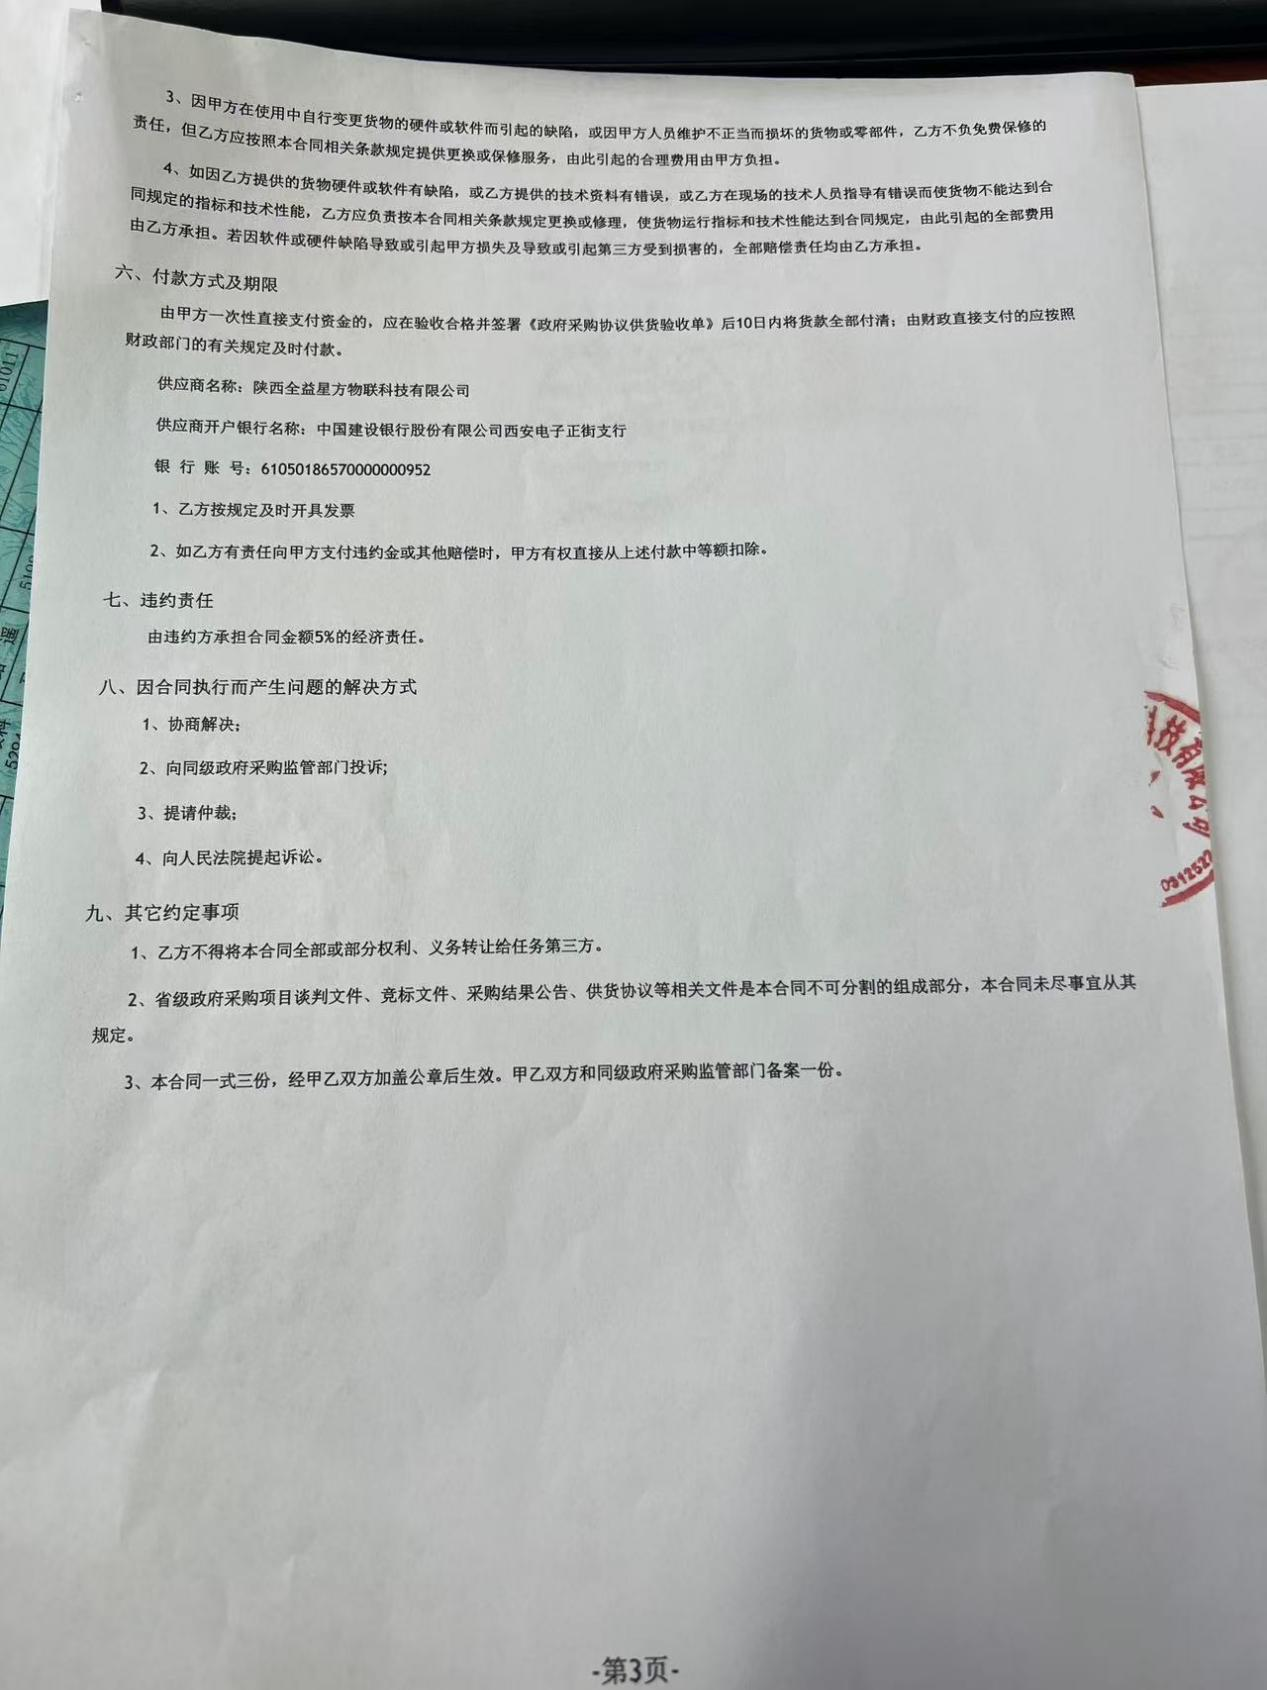 3、因甲方在使用中自行变更货物的硬件或软件而引起的缺陷，或因甲方人员维护不正当而损坏的货物或零部件，乙方不负免费保修的
责任，但乙方应按照本合同相关条款规定提供更换或保修服务，由此引起的合理费用由甲方负担。
4、如因乙方提供的货物硬件或软件有缺陷，或乙方提供的技术资料有错误，或乙方在现场的技术人员指导有错误而使货物不能达到合
同规定的指标和技术性能，乙方应负责按本合同相关条款规定更换或修理，使货物运行指标和技术性能达到合同规定，由此引起的全部费用
由乙方承担。若因软件或硬件缺陷导致或引起甲方损失及导致或引起第三方受到损害的，全部赔偿责任均由乙方承担。
六、付款方式及期限
由甲方一次性直接支付资金的，应在验收合格并签署《政府采购协议供货验收单》后10日内将货款全部付清；由财政直接支付的应按照
财政部门的有关规定及时付款。
供应商名称：陕西全益星方物联科技有限公司
供应商开户银行名称：中国建设银行股份有限公司西安电子正街支行
银 行 账 号：61050186570000000952
1、乙方按规定及时开具发票
2、如乙方有责任向甲方支付违约金或其他赔偿时，甲方有权直接从上述付款中等额扣除。
七、违约责任
由违约方承担合同金额5%的经济责任。
八、因合同执行而产生问题的解决方式
1、协商解决；
2、向同级政府采购监管部门投诉；
3、提请仲裁；
4、向人民法院提起诉讼。
科技有限公司
0312527
九、其它约定事项
1、乙方不得将本合同全部或部分权利、义务转让给任务第三方。
2、省级政府采购项目谈判文件、竞标文件、采购结果公告、供货协议等相关文件是本合同不可分割的组成部分，本合同未尽事宜从其
规定。
3、本合同一式三份，经甲乙双方加盖公章后生效。甲乙双方和同级政府采购监管部门备案一份。
-第3页-